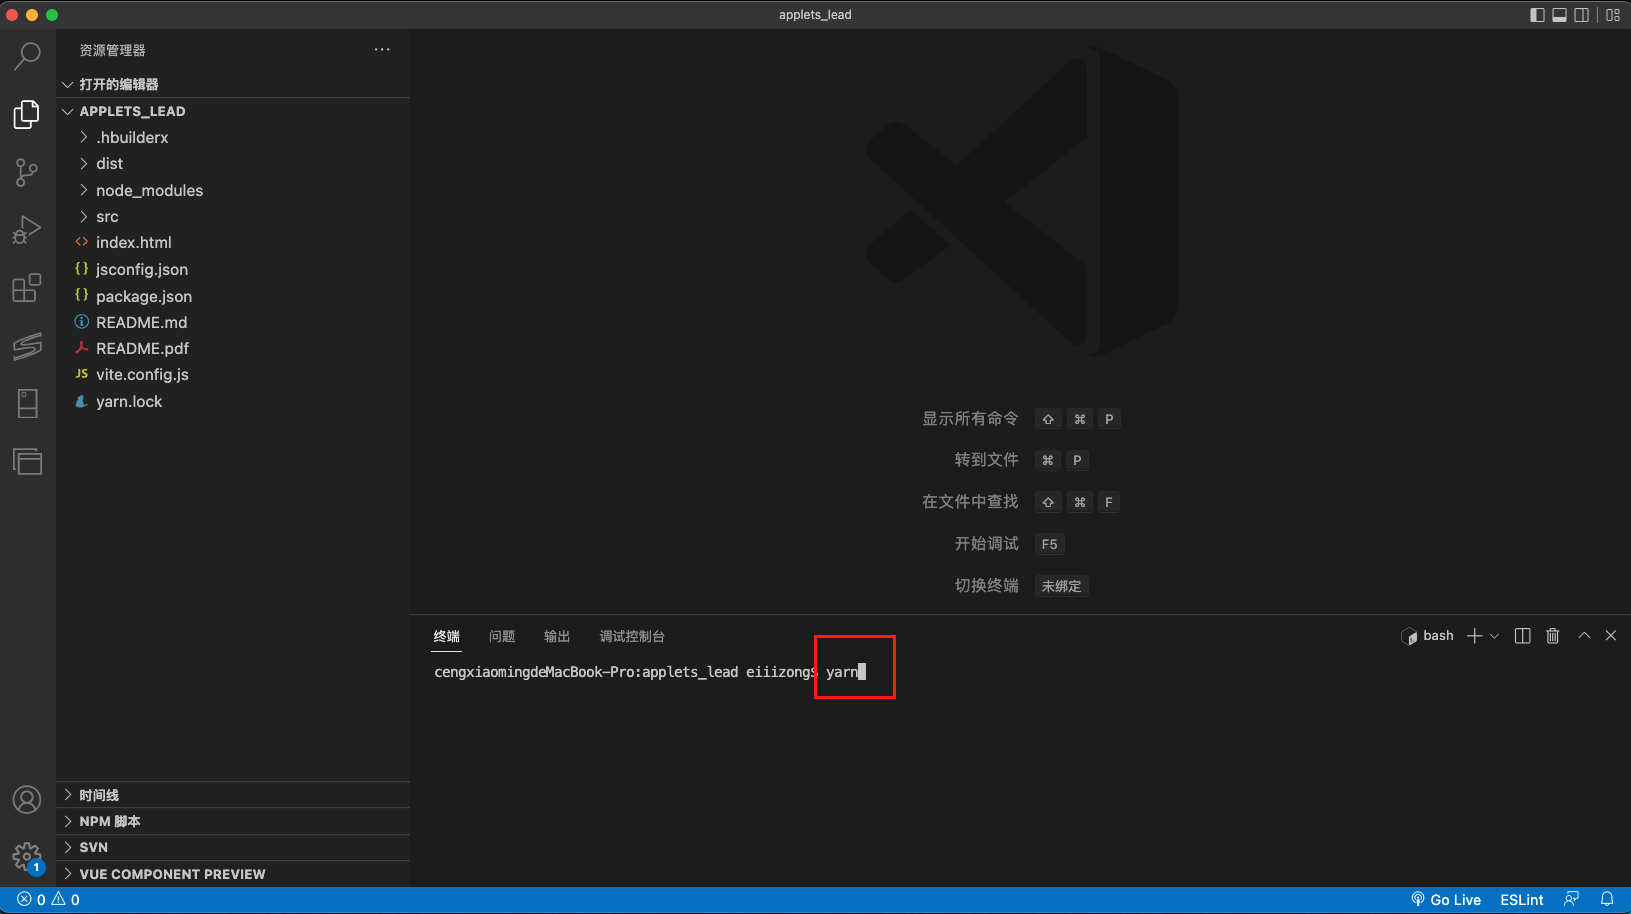 applets_lead
资源管理器
打开的编辑器
APPLETS_LEAD
.hbuilderx
dist
node_modules
src
index.html
jsconfig.json
package.json
README.md
README.pdf
JS vite.config.js
yarn.lock
时间线
NPM 脚本
SVN
VUE COMPONENT PREVIEW
显示所有命令 ⇧ ⌘ P
转到文件 ⌘ P
在文件中查找 ⇧ ⌘ F
开始调试 F5
切换终端 未绑定
终端 问题 输出 调试控制台 bash
cengxiaomingdeMacBook-Pro:applets_lead eiiizong$ yarn
1
0 0 Go Live ESLint